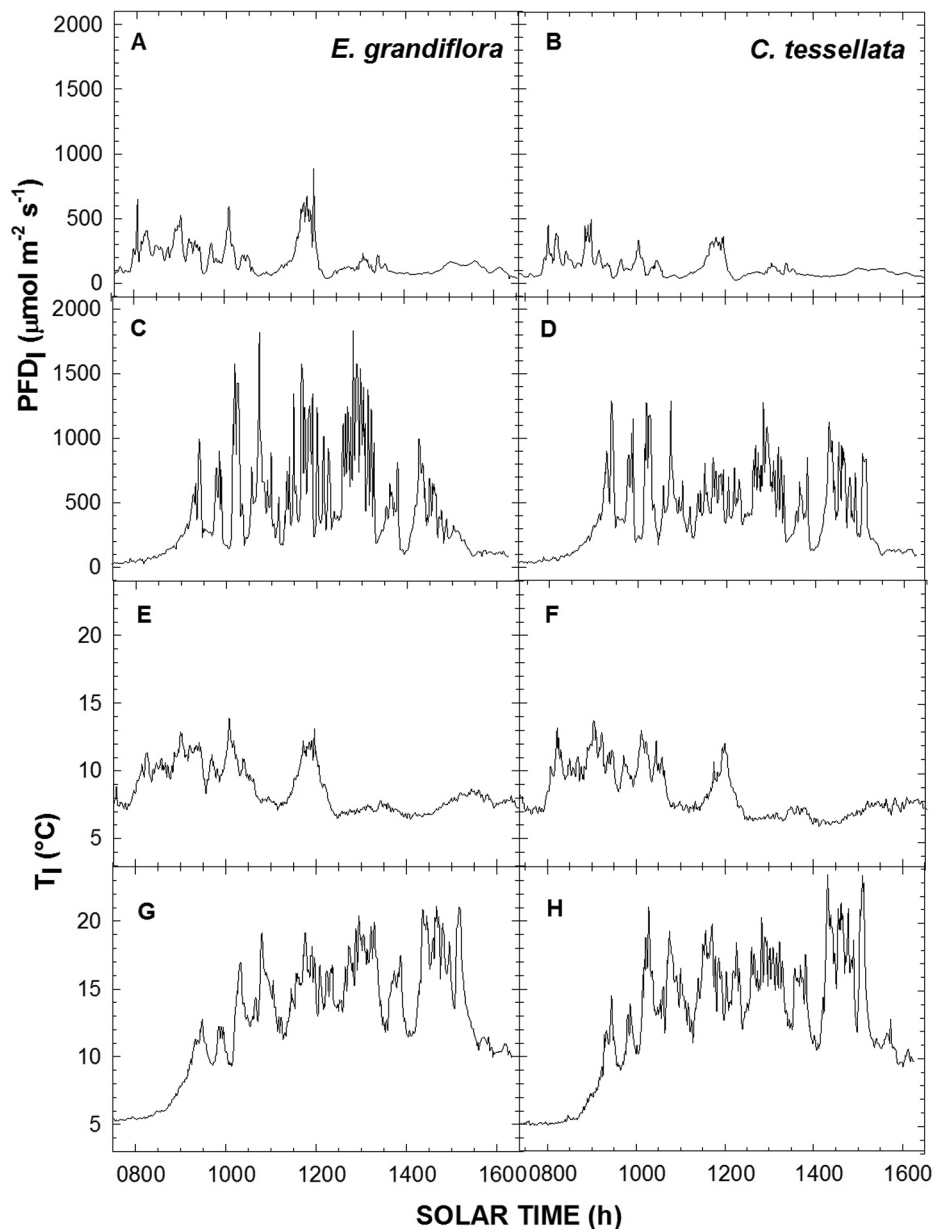 A
E. grandiflora
B
C. tessellata
2000
1500
1000
500
0
C
D
2000
1500
1000
500
0
PFDI (μmol m-2 s-1)
E
F
20
15
10
5
G
H
20
15
10
5
TI (°C)
0800 1000 1200 1400 1600 0800 1000 1200 1400 1600
SOLAR TIME (h)